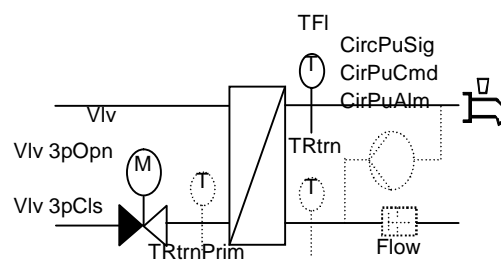 TFl
T
CircPuSig
CirPuCmd
CirPuAlm
Vlv
TRtrn
Vlv 3pOpn
M
T
T
Vlv 3pCls
TRtrnPrim
Flow